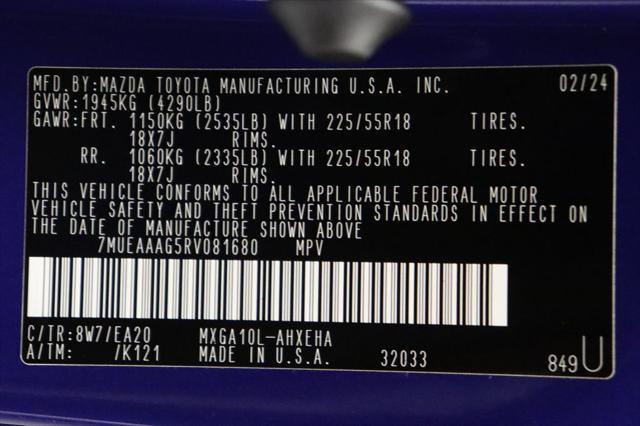 MFD.BY:MAZDA TOYOTA MANUFACTURING U.S.A. INC. 02/24
GVWR:1945KG (4290LB)
GAWR:FRT. 1150KG (2535LB) WITH 225/55R18 TIRES.
18X7J RIMS.
RR. 1060KG (2335LB) WITH 225/55R18 TIRES.
18X7J RIMS.
THIS VEHICLE CONFORMS TO ALL APPLICABLE FEDERAL MOTOR
VEHICLE SAFETY AND THEFT PREVENTION STANDARDS IN EFFECT ON
THE DATE OF MANUFACTURE SHOWN ABOVE
7MUEAAAG5RV081680 MPV
C/TR:8W7/EA20 MXGA10L-AHXEHA
A/TM: /K121 MADE IN U.S.A. 32033 849U